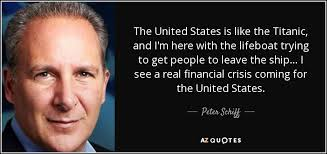 The United States is like the Titanic,
and I'm here with the lifeboat trying
to get people to leave the ship... I
see a real financial crisis coming for
the United States.
Peter Schiff
AZ QUOTES